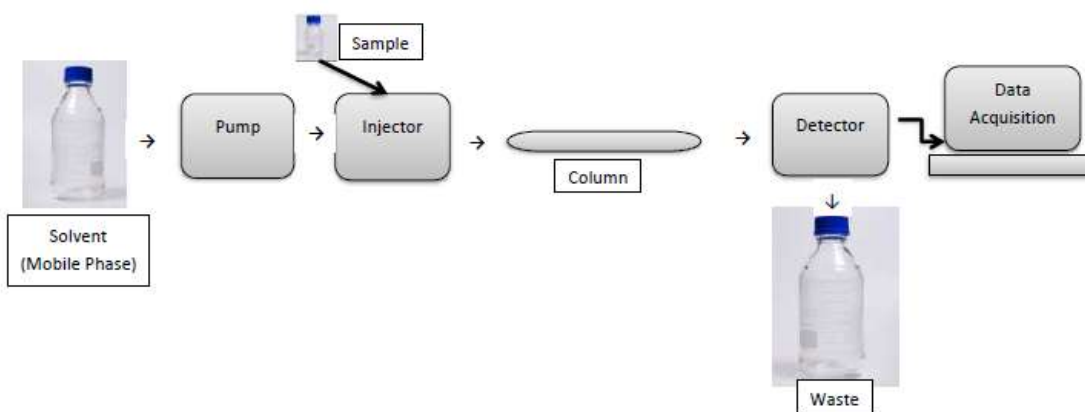 Sample
Pump
Injector
Column
Detector
Data
Acquisition
Solvent
(Mobile Phase)
Waste